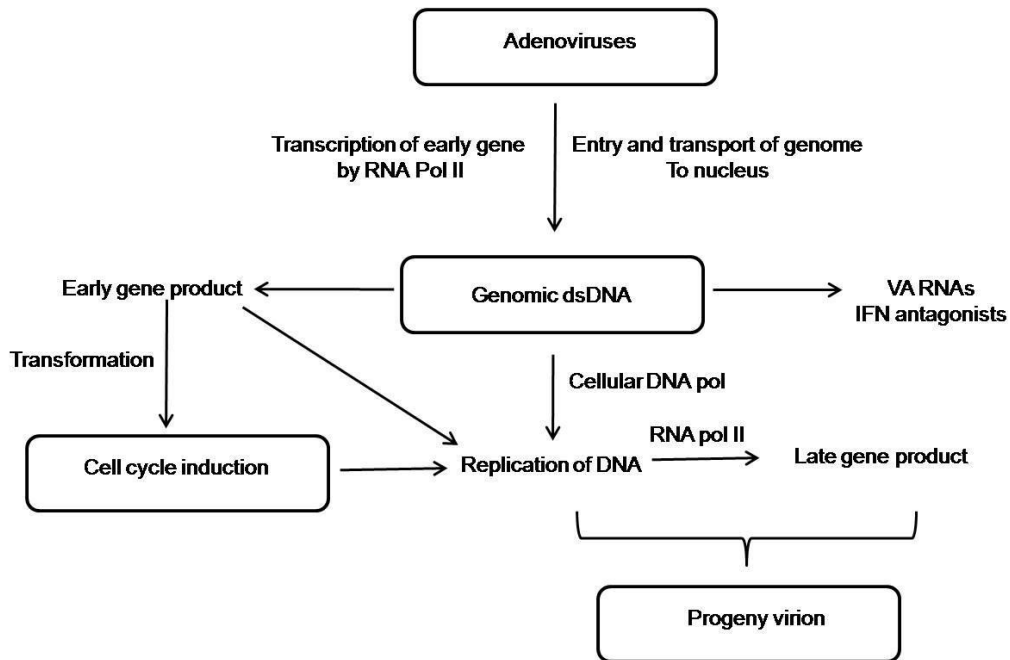 Adenoviruses
Transcription of early gene
by RNA Pol II
Entry and transport of genome
To nucleus
Early gene product
Genomic dsDNA
VA RNAs
IFN antagonists
Transformation
Cellular DNA pol
RNA pol II
Cell cycle induction
Replication of DNA
Late gene product
Progeny virion